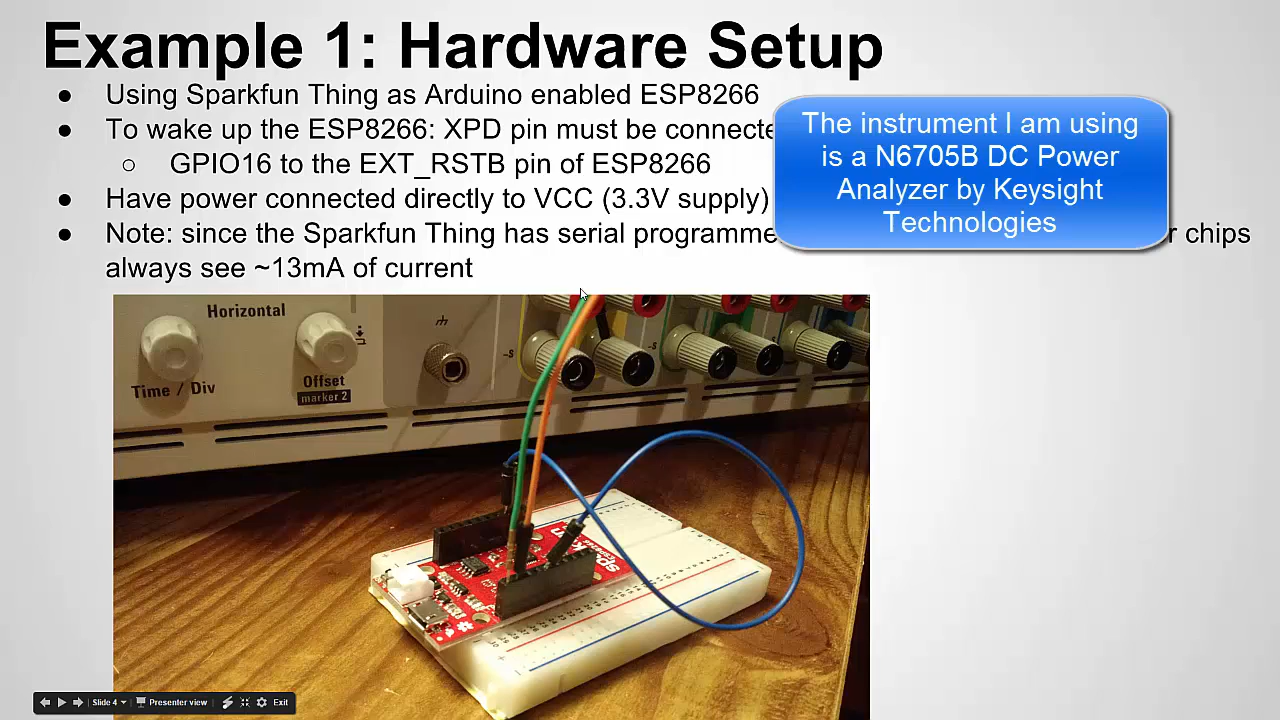 Example 1: Hardware Setup
● Using Sparkfun Thing as Arduino enabled ESP8266
● To wake up the ESP8266: XPD pin must be
○ GPIO16 to the EXT_RSTB pin of ESP8266
● Have power connected directly to VCC (3.3V supply)
● Note: since the Sparkfun Thing has serial chips
always see ~13mA of current
The instrument I am using
is a N6705B DC Power
Analyzer by Keysight
Technologies
Horizontal
Time / Div
Offset
marker 2
-S
-S
Slide 4
Presenter view
Exit